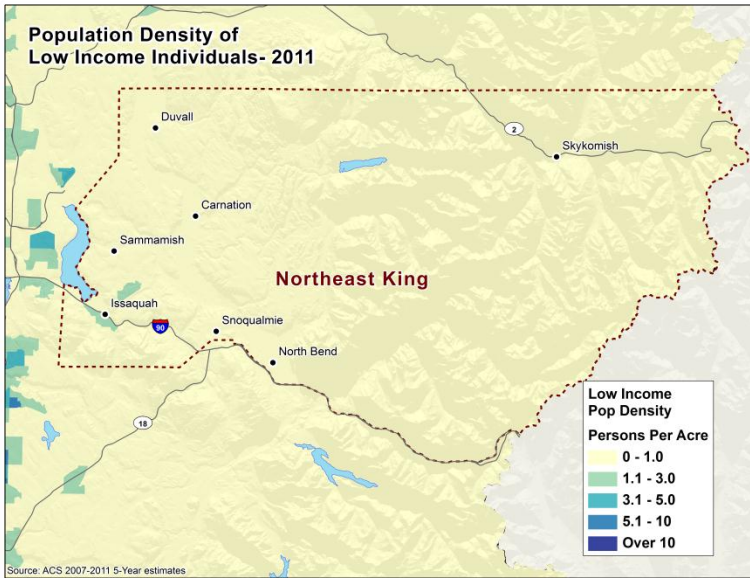 Population Density of
Low Income Individuals- 2011
Duvall
2
Skykomish
Carnation
Sammamish
Northeast King
Issaquah
90
Snoqualmie
North Bend
18
Low Income
Pop Density
Persons Per Acre
0 - 1.0
1.1 - 3.0
3.1 - 5.0
5.1 - 10
Over 10
Source: ACS 2007-2011 5-Year estimates